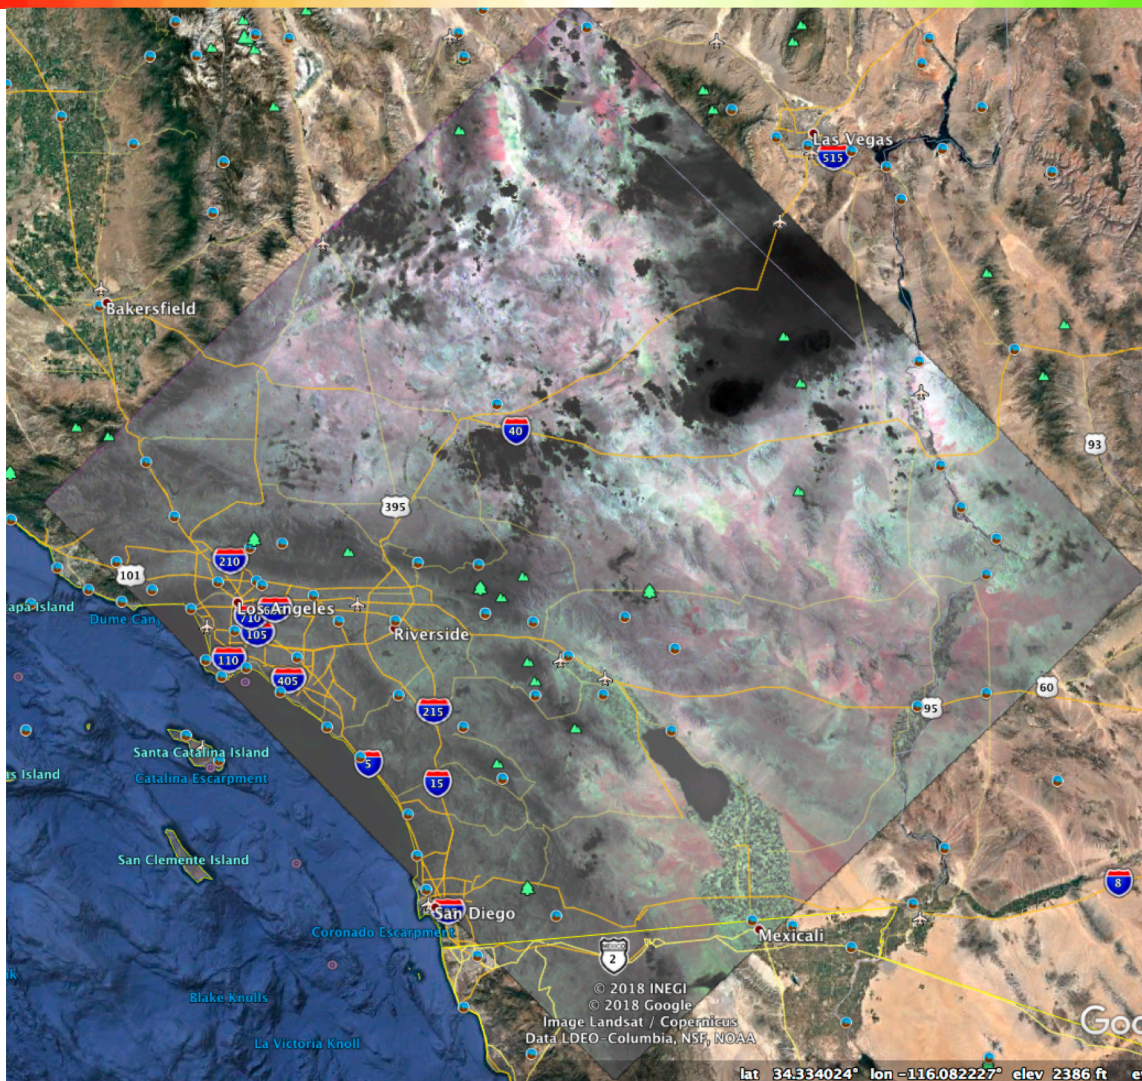 Las Vegas
515
Bakersfield
40
93
395
210
101
apa Island
Dume Can
Los Angeles
710
105
Riverside
110
405
60
95
215
Santa Catalina Island
as Island
Catalina Escarpment
5
15
San Clemente Island
8
San Diego
Coronado Escarpment
Mexicali
MEXICO
2
Blake Knolls
© 2018 INEGI
© 2018 Google
Image Landsat / Copernicus
Data LDEO-Columbia, NSF, NOAA
Goo
La Victoria Knoll
lat 34.334024° lon -116.082227° elev 2386 ft e